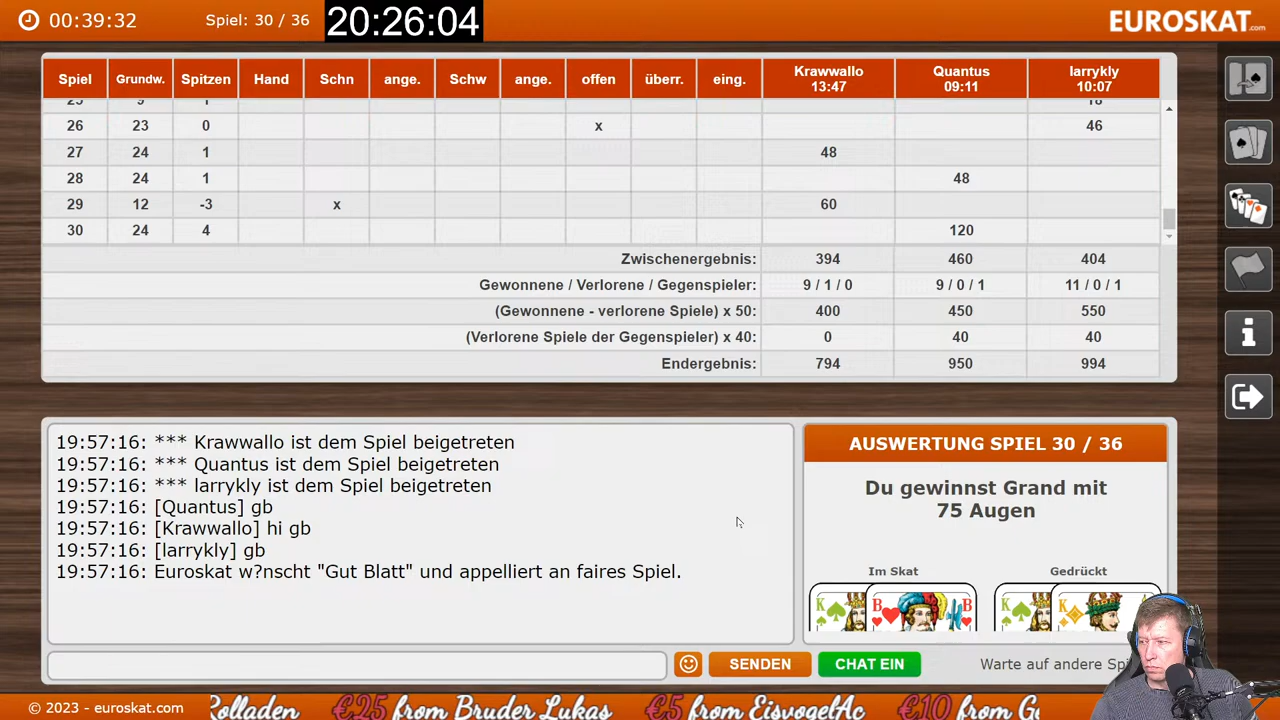 00:39:32
Spiel: 30 / 36
20:26:04
EUROSKAT.com
Spiel Grundw. Spitzen Hand Schn ange. Schw ange. offen überr. eing. Krawwallo 13:47 Quantus 09:11 larrykly 10:07
25 9 1 18
26 23 0 x 46
27 24 1 48
28 24 1 48
29 12 -3 x 60
30 24 4 120
Zwischenergebnis: 394 460 404
Gewonnene / Verlorene / Gegenspieler: 9 / 1 / 0 9 / 0 / 1 11 / 0 / 1
(Gewonnene - verlorene Spiele) x 50: 400 450 550
(Verlorene Spiele der Gegenspieler) x 40: 0 40 40
Endergebnis: 794 950 994
19:57:16: *** Krawwallo ist dem Spiel beigetreten
19:57:16: *** Quantus ist dem Spiel beigetreten
19:57:16: *** larrykly ist dem Spiel beigetreten
19:57:16: [Quantus] gb
19:57:16: [Krawwallo] hi gb
19:57:16: [larrykly] gb
19:57:16: Euroskat w?nscht "Gut Blatt" und appelliert an faires Spiel.
AUSWERTUNG SPIEL 30 / 36
Du gewinnst Grand mit
75 Augen
Im Skat
Gedrückt
K B K K
SENDEN
CHAT EIN
Warte auf andere
© 2023 - euroskat.com
Rolladen €25 from Bruder Lukas €5 from EisvogelAc €10 from